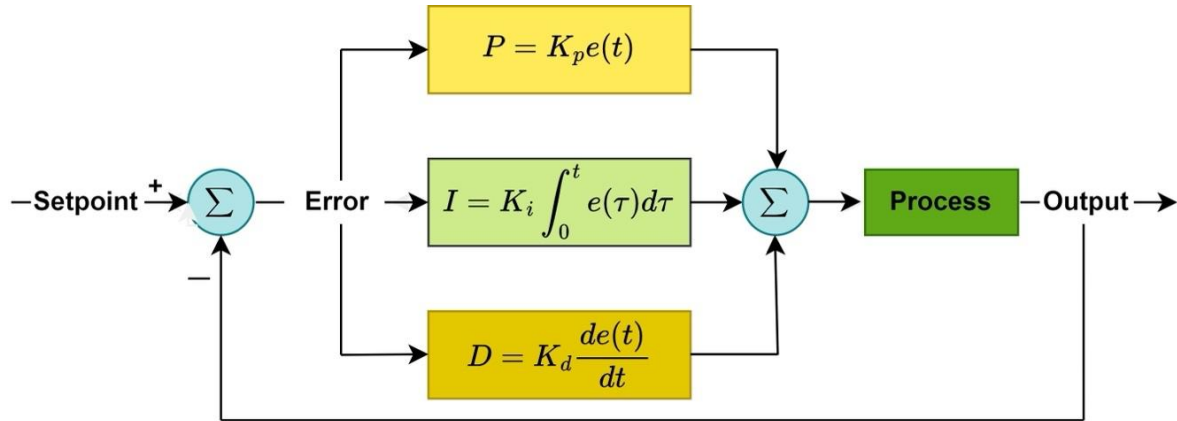 P = K_p e(t)
Setpoint + Σ Error I = K_i ∫_0^t e(τ)dτ Σ Process Output
−
D = K_d de(t)/dt